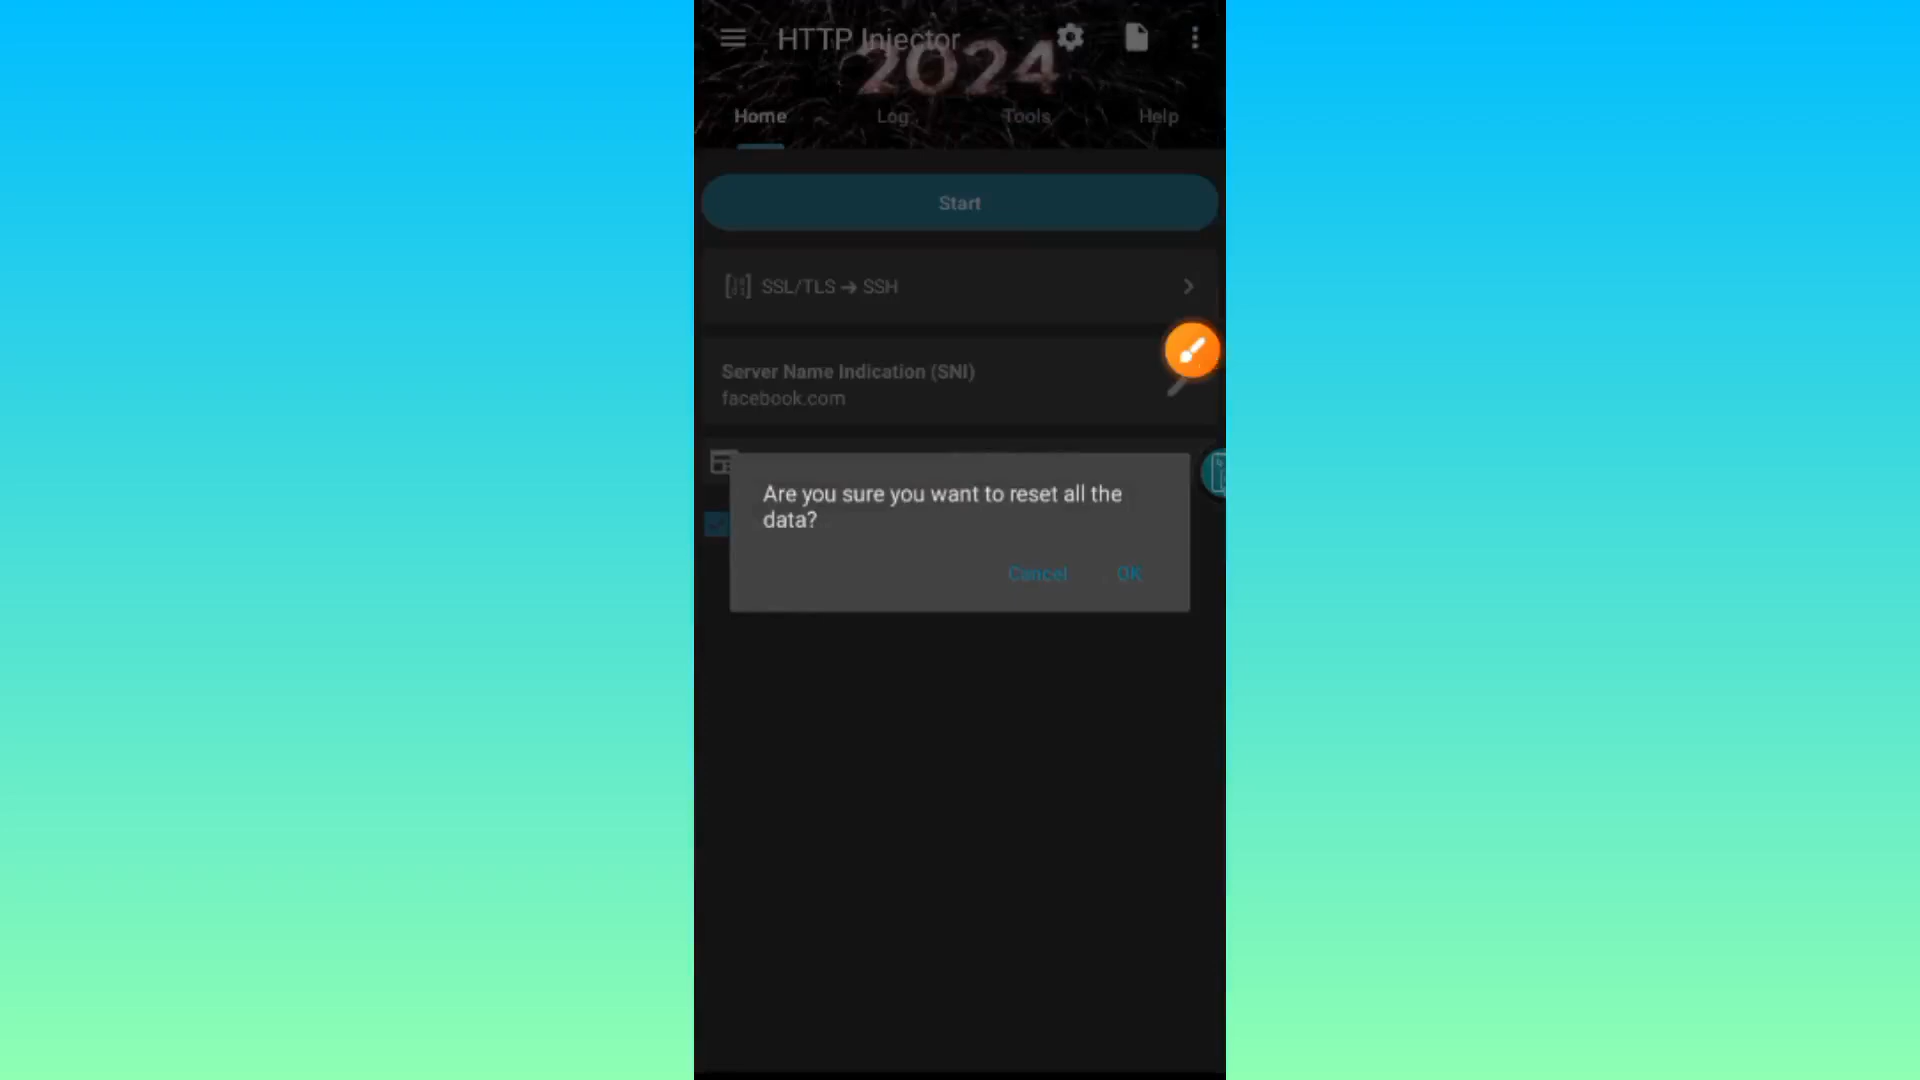 HTTP Injector
2024
Home Log Tools Help
Start
SSL/TLS ➔ SSH
Server Name Indication (SNI)
facebook.com
Are you sure you want to reset all the
data?
Cancel OK